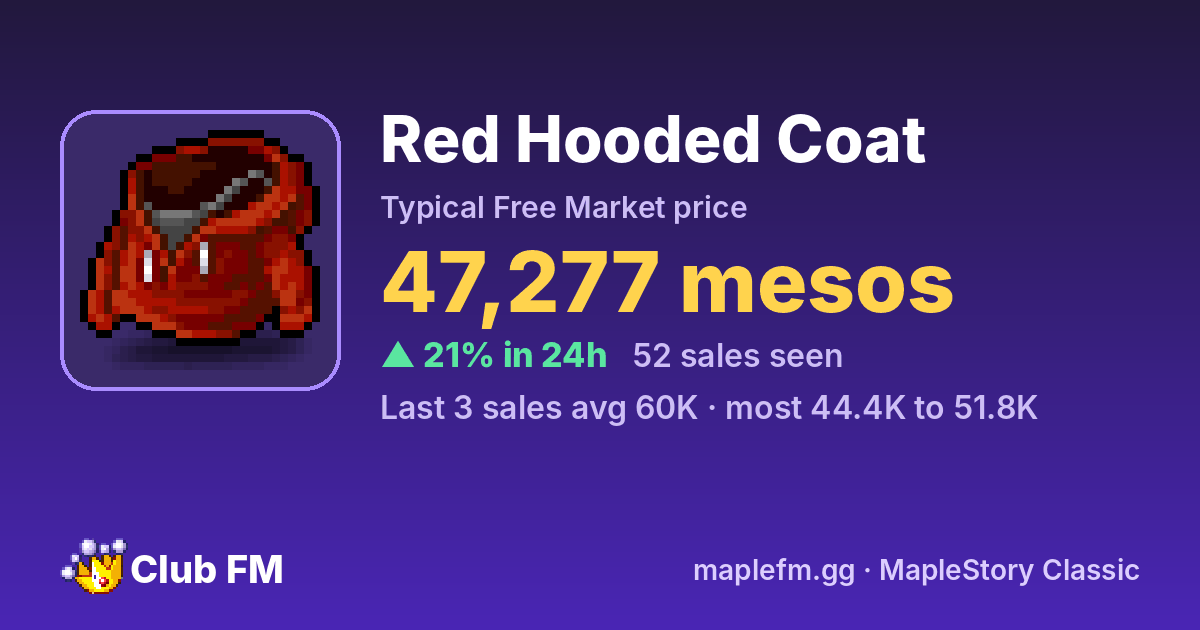 Red Hooded Coat
Typical Free Market price
47,277 mesos
▲ 21% in 24h 52 sales seen
Last 3 sales avg 60K · most 44.4K to 51.8K
Club FM
maplefm.gg · MapleStory Classic